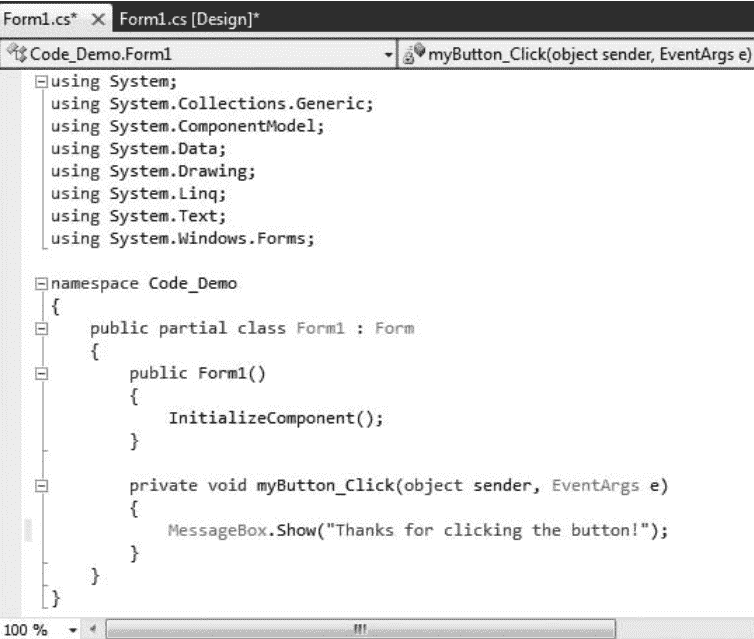 Form1.cs* Form1.cs [Design]*
Code_Demo.Form1 myButton_Click(object sender, EventArgs e)
using System;
using System.Collections.Generic;
using System.ComponentModel;
using System.Data;
using System.Drawing;
using System.Linq;
using System.Text;
using System.Windows.Forms;
namespace Code_Demo
{
public partial class Form1 : Form
{
public Form1()
{
InitializeComponent();
}
private void myButton_Click(object sender, EventArgs e)
{
MessageBox.Show("Thanks for clicking the button!");
}
}
}
100 %